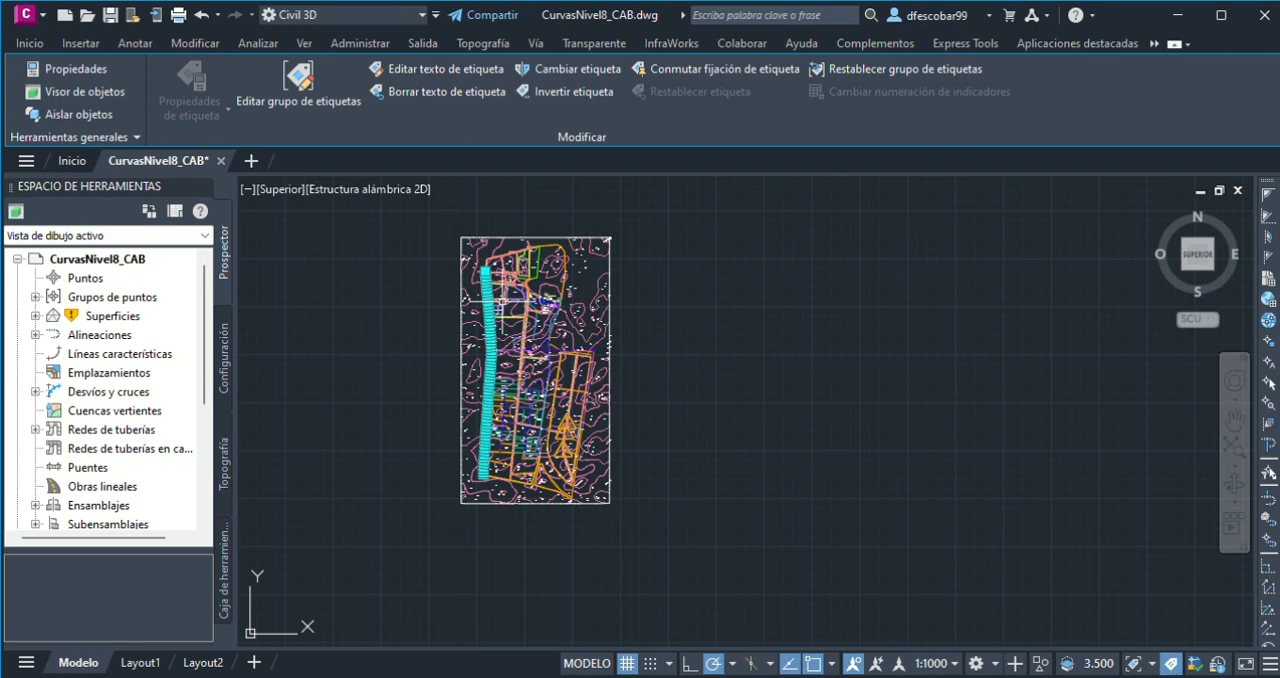 C Civil 3D Compartir CurvasNivel8_CAB.dwg Escriba palabra clave o frase dfescobar99
Inicio Insertar Anotar Modificar Analizar Ver Administrar Salida Topografía Vía Transparente InfraWorks Colaborar Ayuda Complementos Express Tools Aplicaciones destacadas
Propiedades
Visor de objetos
Aislar objetos
Herramientas generales
Propiedades
de etiqueta
Editar grupo de etiquetas
Editar texto de etiqueta Cambiar etiqueta Conmutar fijación de etiqueta Restablecer grupo de etiquetas
Borrar texto de etiqueta Invertir etiqueta Restablecer etiqueta Cambiar numeración de indicadores
Modificar
Inicio CurvasNivel8_CAB*
ESPACIO DE HERRAMIENTAS
Vista de dibujo activo
CurvasNivel8_CAB
Puntos
Grupos de puntos
Superficies
Alineaciones
Líneas características
Emplazamientos
Desvíos y cruces
Cuencas vertientes
Redes de tuberías
Redes de tuberías en ca...
Puentes
Obras lineales
Ensamblajes
Subensamblajes
Prospector
Configuración
Topografía
Caja de herramien...
[−][Superior][Estructura alámbrica 2D]
N
O SUPERIOR E
S
SCU
Y
X
Modelo Layout1 Layout2
MODELO 1:1000 3.500